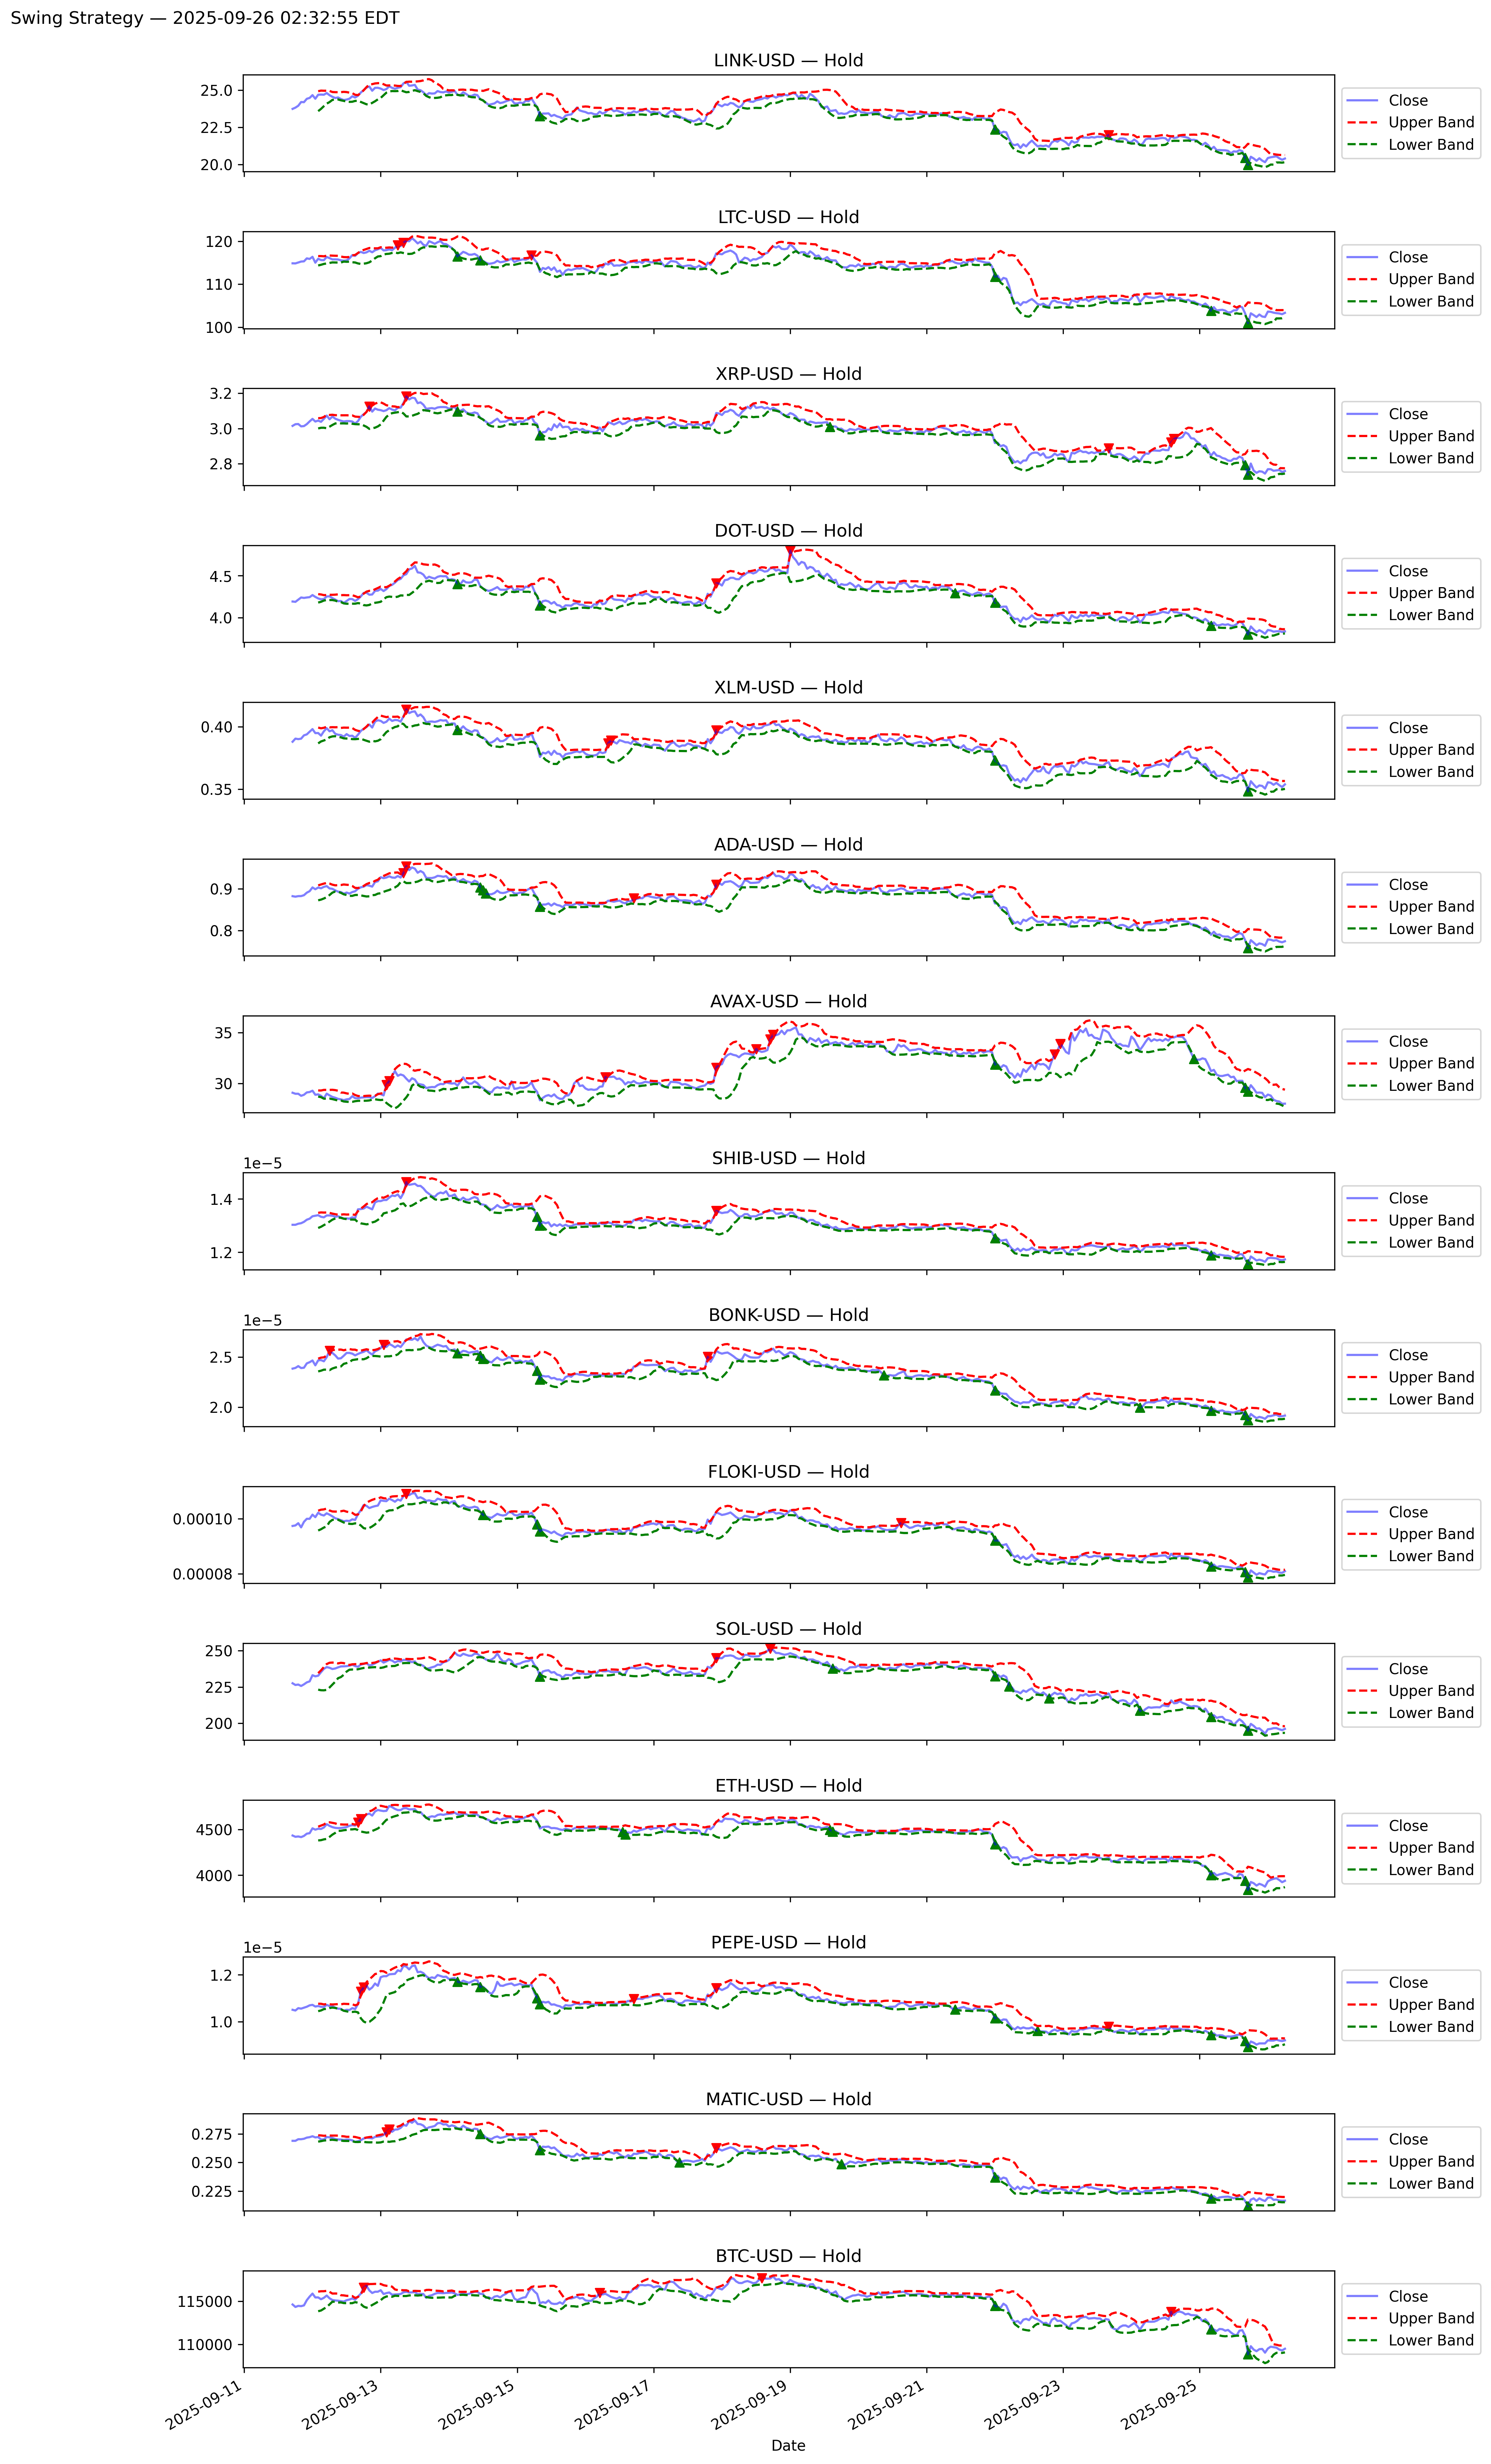 Swing Strategy — 2025-09-26 02:32:55 EDT
LINK-USD — Hold
25.0
22.5
20.0
Close
Upper Band
Lower Band
LTC-USD — Hold
120
110
100
Close
Upper Band
Lower Band
XRP-USD — Hold
3.2
3.0
2.8
Close
Upper Band
Lower Band
DOT-USD — Hold
4.5
4.0
Close
Upper Band
Lower Band
XLM-USD — Hold
0.40
0.35
Close
Upper Band
Lower Band
ADA-USD — Hold
0.9
0.8
Close
Upper Band
Lower Band
AVAX-USD — Hold
35
30
Close
Upper Band
Lower Band
SHIB-USD — Hold
1e−5
1.4
1.2
Close
Upper Band
Lower Band
BONK-USD — Hold
1e−5
2.5
2.0
Close
Upper Band
Lower Band
FLOKI-USD — Hold
0.00010
0.00008
Close
Upper Band
Lower Band
SOL-USD — Hold
250
225
200
Close
Upper Band
Lower Band
ETH-USD — Hold
4500
4000
Close
Upper Band
Lower Band
PEPE-USD — Hold
1e−5
1.2
1.0
Close
Upper Band
Lower Band
MATIC-USD — Hold
0.275
0.250
0.225
Close
Upper Band
Lower Band
BTC-USD — Hold
115000
110000
Close
Upper Band
Lower Band
2025-09-11
2025-09-13
2025-09-15
2025-09-17
2025-09-19
2025-09-21
2025-09-23
2025-09-25
Date